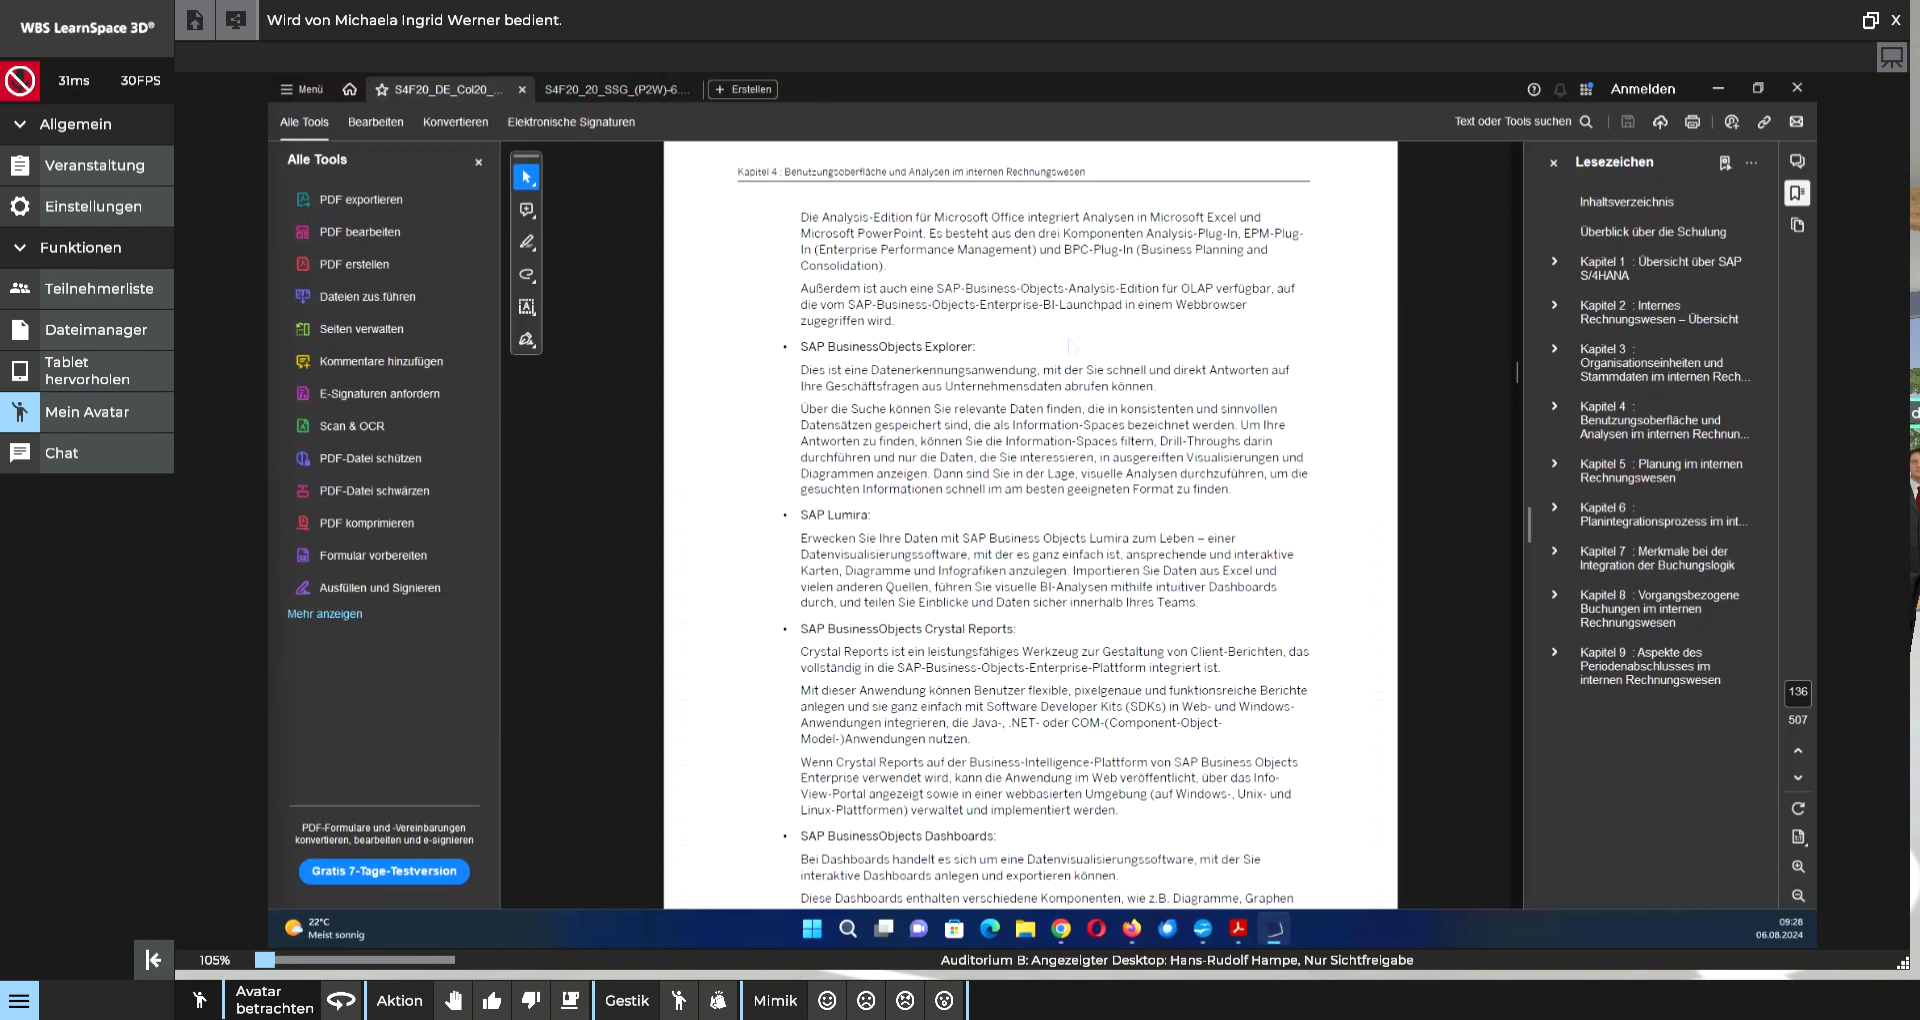 WBS LearnSpace 3D®
Wird von Michaela Ingrid Werner bedient.
31ms 30FPS
Allgemein
Veranstaltung
Einstellungen
Funktionen
Teilnehmerliste
Dateimanager
Tablet
hervorholen
Mein Avatar
Chat
Menü
S4F20_DE_Col20_...
S4F20_20_SSG_(P2W)-6....
Erstellen
Anmelden
Alle Tools Bearbeiten Konvertieren Elektronische Signaturen
Text oder Tools suchen
Alle Tools
PDF exportieren
PDF bearbeiten
PDF erstellen
Dateien zus.führen
Seiten verwalten
Kommentare hinzufügen
E-Signaturen anfordern
Scan & OCR
PDF-Datei schützen
PDF-Datei schwärzen
PDF komprimieren
Formular vorbereiten
Ausfüllen und Signieren
Mehr anzeigen
PDF-Formulare und -Vereinbarungen
konvertieren, bearbeiten und e-signieren
Gratis 7-Tage-Testversion
Kapitel 4 : Benutzungsoberfläche und Analysen im internen Rechnungswesen
Die Analysis-Edition für Microsoft Office integriert Analysen in Microsoft Excel und
Microsoft PowerPoint. Es besteht aus den drei Komponenten Analysis-Plug-In, EPM-Plug-
In (Enterprise Performance Management) und BPC-Plug-In (Business Planning and
Consolidation).
Außerdem ist auch eine SAP-Business-Objects-Analysis-Edition für OLAP verfügbar, auf
die vom SAP-Business-Objects-Enterprise-BI-Launchpad in einem Webbrowser
zugegriffen wird.
• SAP BusinessObjects Explorer:
Dies ist eine Datenerkennungsanwendung, mit der Sie schnell und direkt Antworten auf
Ihre Geschäftsfragen aus Unternehmensdaten abrufen können.
Über die Suche können Sie relevante Daten finden, die in konsistenten und sinnvollen
Datensätzen gespeichert sind, die als Information-Spaces bezeichnet werden. Um Ihre
Antworten zu finden, können Sie die Information-Spaces filtern, Drill-Throughs darin
durchführen und nur die Daten, die Sie interessieren, in ausgereiften Visualisierungen und
Diagrammen anzeigen. Dann sind Sie in der Lage, visuelle Analysen durchzuführen, um die
gesuchten Informationen schnell im am besten geeigneten Format zu finden.
• SAP Lumira:
Erwecken Sie Ihre Daten mit SAP Business Objects Lumira zum Leben – einer
Datenvisualisierungssoftware, mit der es ganz einfach ist, ansprechende und interaktive
Karten, Diagramme und Infografiken anzulegen. Importieren Sie Daten aus Excel und
vielen anderen Quellen, führen Sie visuelle BI-Analysen mithilfe intuitiver Dashboards
durch, und teilen Sie Einblicke und Daten sicher innerhalb Ihres Teams.
• SAP BusinessObjects Crystal Reports:
Crystal Reports ist ein leistungsfähiges Werkzeug zur Gestaltung von Client-Berichten, das
vollständig in die SAP-Business-Objects-Enterprise-Plattform integriert ist.
Mit dieser Anwendung können Benutzer flexible, pixelgenaue und funktionsreiche Berichte
anlegen und sie ganz einfach mit Software Developer Kits (SDKs) in Web- und Windows-
Anwendungen integrieren, die Java-, .NET- oder COM-(Component-Object-
Model-)Anwendungen nutzen.
Wenn Crystal Reports auf der Business-Intelligence-Plattform von SAP Business Objects
Enterprise verwendet wird, kann die Anwendung im Web veröffentlicht, über das Info-
View-Portal angezeigt sowie in einer webbasierten Umgebung (auf Windows-, Unix- und
Linux-Plattformen) verwaltet und implementiert werden.
• SAP BusinessObjects Dashboards:
Bei Dashboards handelt es sich um eine Datenvisualisierungssoftware, mit der Sie
interaktive Dashboards anlegen und exportieren können.
Diese Dashboards enthalten verschiedene Komponenten, wie z.B. Diagramme, Graphen
Lesezeichen
Inhaltsverzeichnis
Überblick über die Schulung
Kapitel 1 : Übersicht über SAP
S/4HANA
Kapitel 2 : Internes
Rechnungswesen – Übersicht
Kapitel 3 :
Organisationseinheiten und
Stammdaten im internen Rech...
Kapitel 4 :
Benutzungsoberfläche und
Analysen im internen Rechnun...
Kapitel 5 : Planung im internen
Rechnungswesen
Kapitel 6 :
Planintegrationsprozess im int...
Kapitel 7 : Merkmale bei der
Integration der Buchungslogik
Kapitel 8 : Vorgangsbezogene
Buchungen im internen
Rechnungswesen
Kapitel 9 : Aspekte des
Periodenabschlusses im
internen Rechnungswesen
136
507
22°C
Meist sonnig
09:28
06.08.2024
105%
Auditorium B: Angezeigter Desktop: Hans-Rudolf Hampe, Nur Sichtfreigabe
Avatar
betrachten
Aktion
Gestik
Mimik